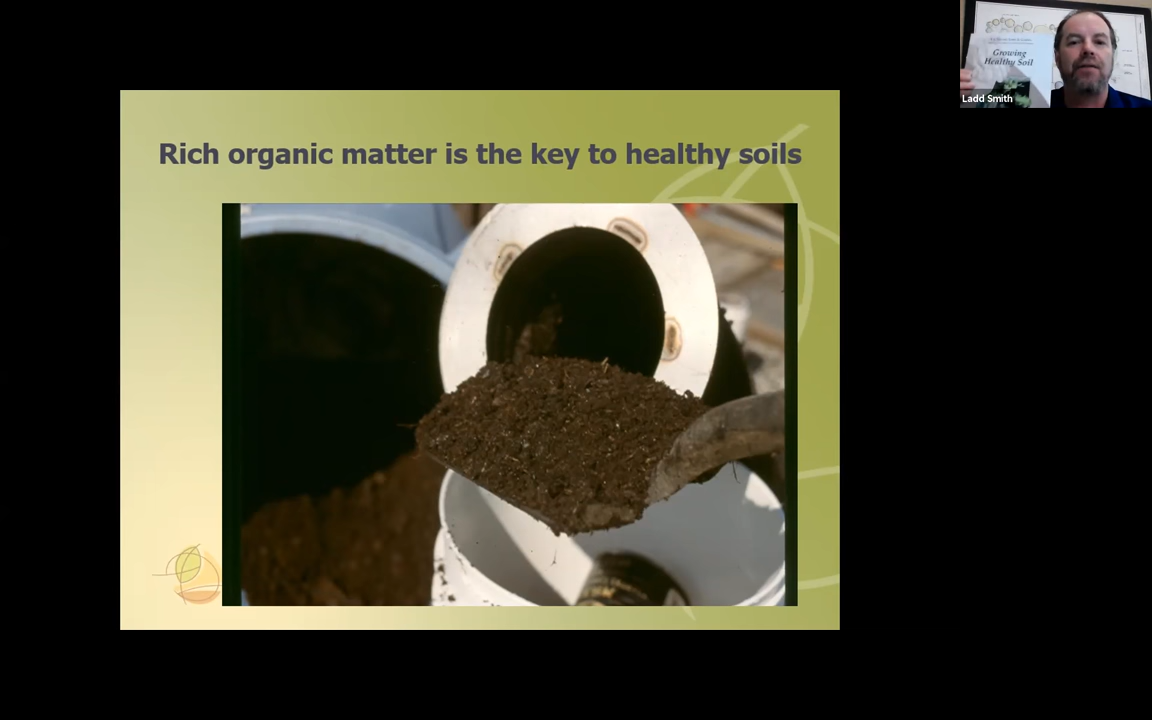 Rich organic matter is the key to healthy soils
Growing
Healthy Soil
Ladd Smith